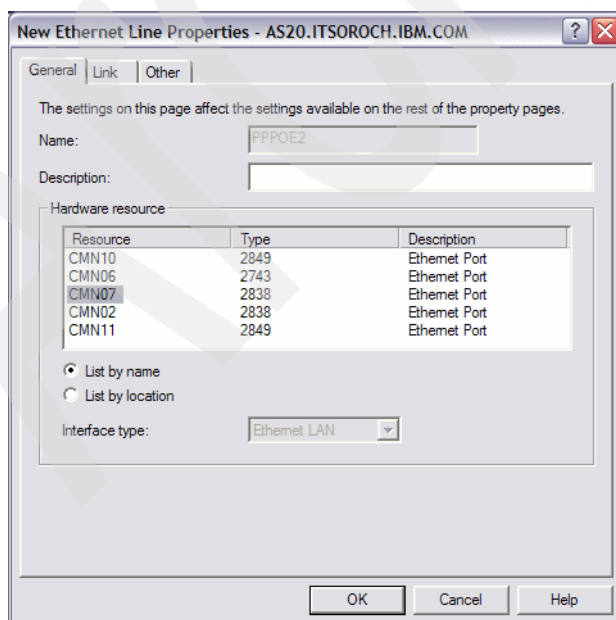 New Ethernet Line Properties - AS20.ITSOROCH.IBM.COM
General Link Other
The settings on this page affect the settings available on the rest of the property pages.
Name: PPPOE2
Description:
Hardware resource
Resource Type Description
CMN10 2849 Ethernet Port
CMN06 2743 Ethernet Port
CMN07 2838 Ethernet Port
CMN02 2838 Ethernet Port
CMN11 2849 Ethernet Port
List by name
List by location
Interface type: Ethernet LAN
OK Cancel Help